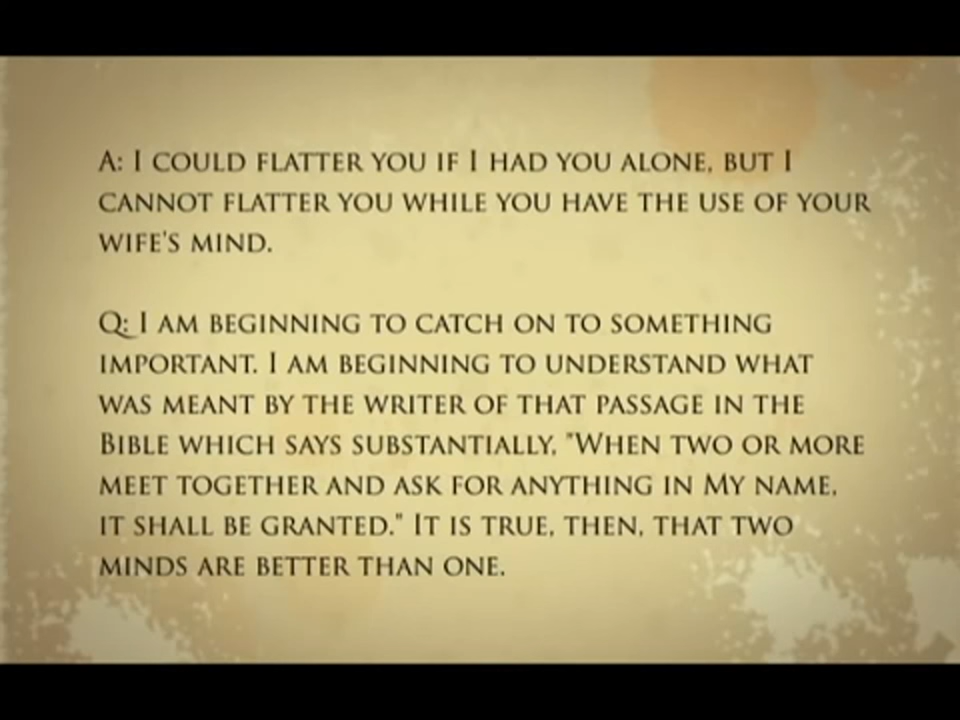 A: I COULD FLATTER YOU IF I HAD YOU ALONE, BUT I
CANNOT FLATTER YOU WHILE YOU HAVE THE USE OF YOUR
WIFE'S MIND.
Q: I AM BEGINNING TO CATCH ON TO SOMETHING
IMPORTANT. I AM BEGINNING TO UNDERSTAND WHAT
WAS MEANT BY THE WRITER OF THAT PASSAGE IN THE
BIBLE WHICH SAYS SUBSTANTIALLY, "WHEN TWO OR MORE
MEET TOGETHER AND ASK FOR ANYTHING IN MY NAME,
IT SHALL BE GRANTED." IT IS TRUE, THEN, THAT TWO
MINDS ARE BETTER THAN ONE.